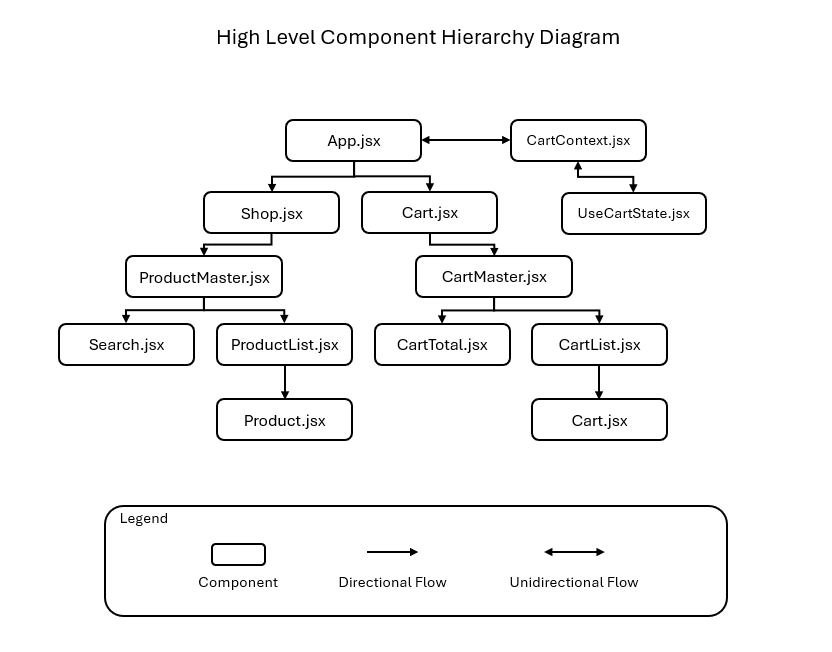 High Level Component Hierarchy Diagram
App.jsx
CartContext.jsx
Shop.jsx
Cart.jsx
UseCartState.jsx
ProductMaster.jsx
CartMaster.jsx
Search.jsx
ProductList.jsx
CartTotal.jsx
CartList.jsx
Product.jsx
Cart.jsx
Legend
Component
Directional Flow
Unidirectional Flow